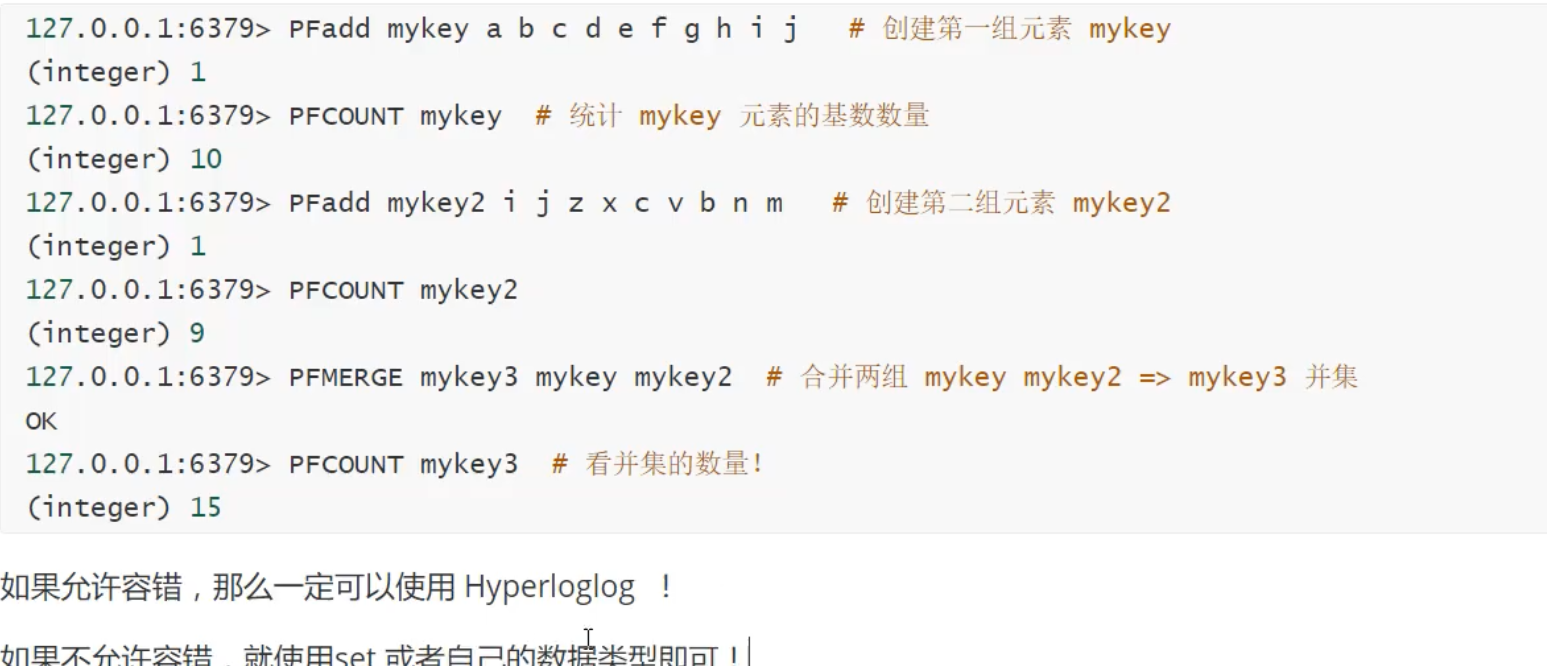 127.0.0.1:6379> PFadd mykey a b c d e f g h i j # 创建第一组元素 mykey
(integer) 1
127.0.0.1:6379> PFCOUNT mykey # 统计 mykey 元素的基数数量
(integer) 10
127.0.0.1:6379> PFadd mykey2 i j z x c v b n m # 创建第二组元素 mykey2
(integer) 1
127.0.0.1:6379> PFCOUNT mykey2
(integer) 9
127.0.0.1:6379> PFMERGE mykey3 mykey mykey2 # 合并两组 mykey mykey2 => mykey3 并集
OK
127.0.0.1:6379> PFCOUNT mykey3 # 看并集的数量!
(integer) 15
如果允许容错，那么一定可以使用 Hyperloglog ！
如果不允许容错，就使用set 或者自己的数据类型即可！